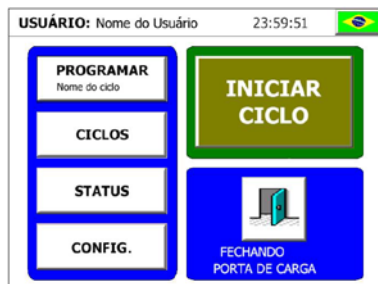 USUÁRIO: Nome do Usuário 23:59:51
PROGRAMAR
Nome do ciclo
CICLOS
STATUS
CONFIG.
INICIAR
CICLO
FECHANDO
PORTA DE CARGA